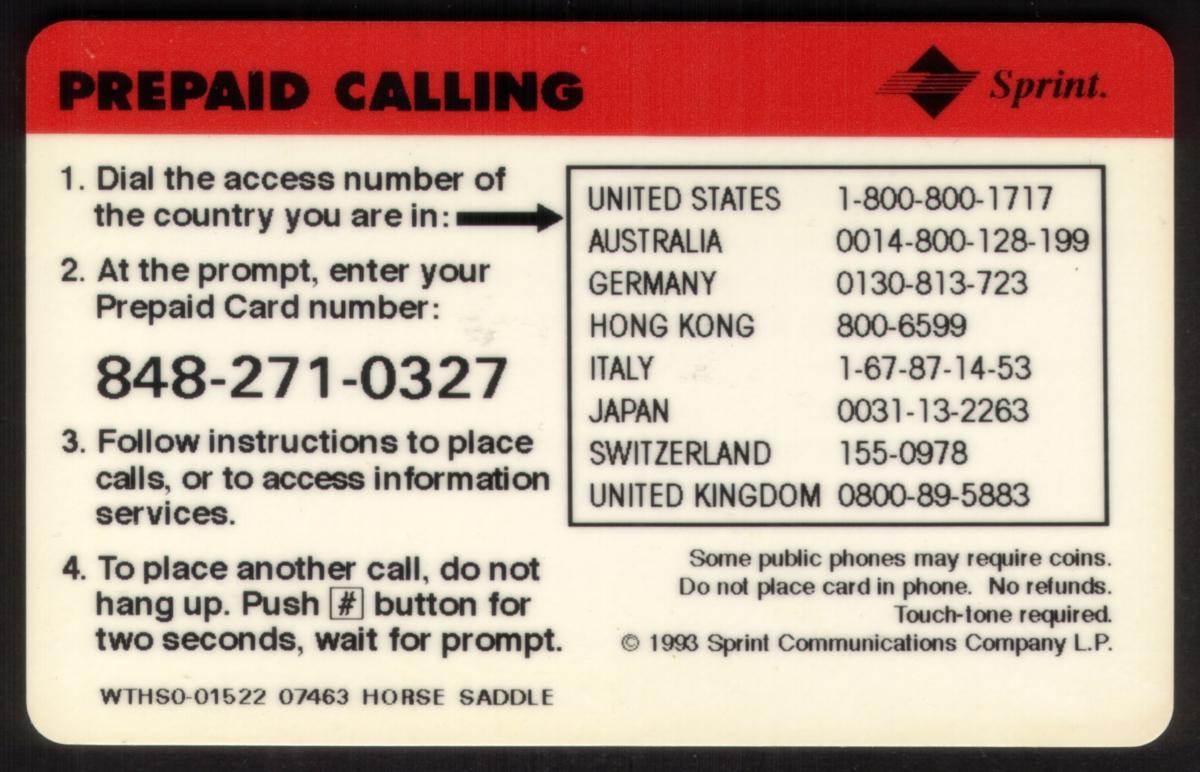 PREPAID CALLING
Sprint.
1. Dial the access number of
the country you are in:
2. At the prompt, enter your
Prepaid Card number:
848-271-0327
3. Follow instructions to place
calls, or to access information
services.
4. To place another call, do not
hang up. Push # button for
two seconds, wait for prompt.
WTHS0-01522 07463 HORSE SADDLE
UNITED STATES 1-800-800-1717
AUSTRALIA 0014-800-128-199
GERMANY 0130-813-723
HONG KONG 800-6599
ITALY 1-67-87-14-53
JAPAN 0031-13-2263
SWITZERLAND 155-0978
UNITED KINGDOM 0800-89-5883
Some public phones may require coins.
Do not place card in phone. No refunds.
Touch-tone required.
© 1993 Sprint Communications Company L.P.